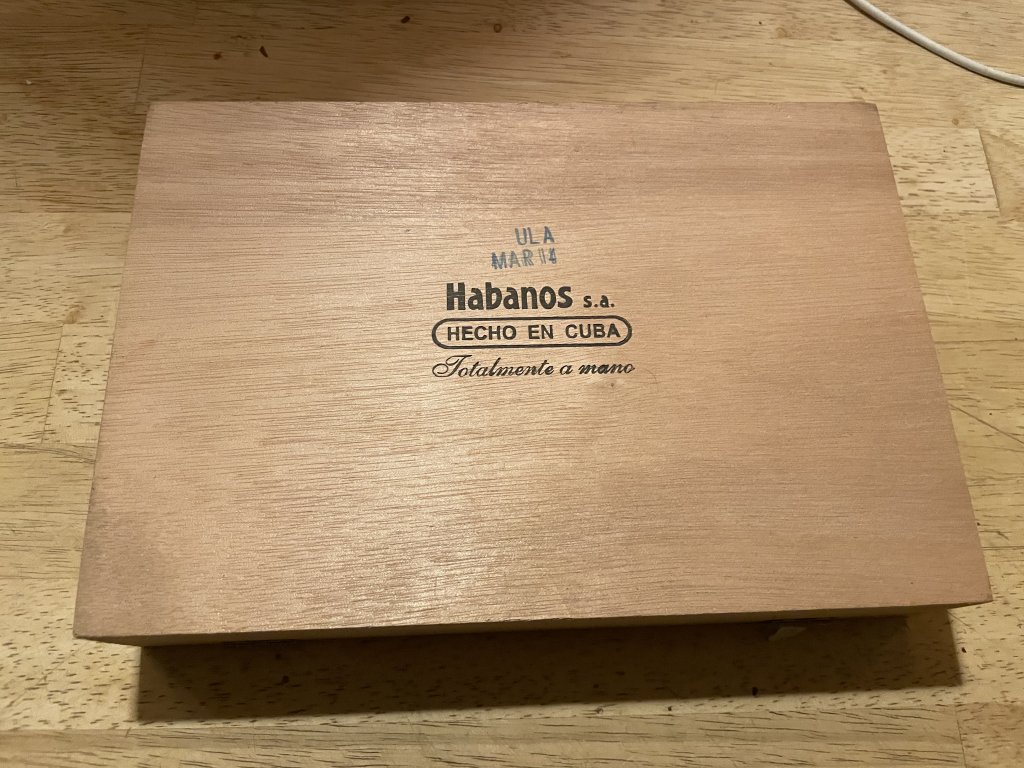 ULA
MAR 14
Habanos s.a.
HECHO EN CUBA
Totalmente a mano